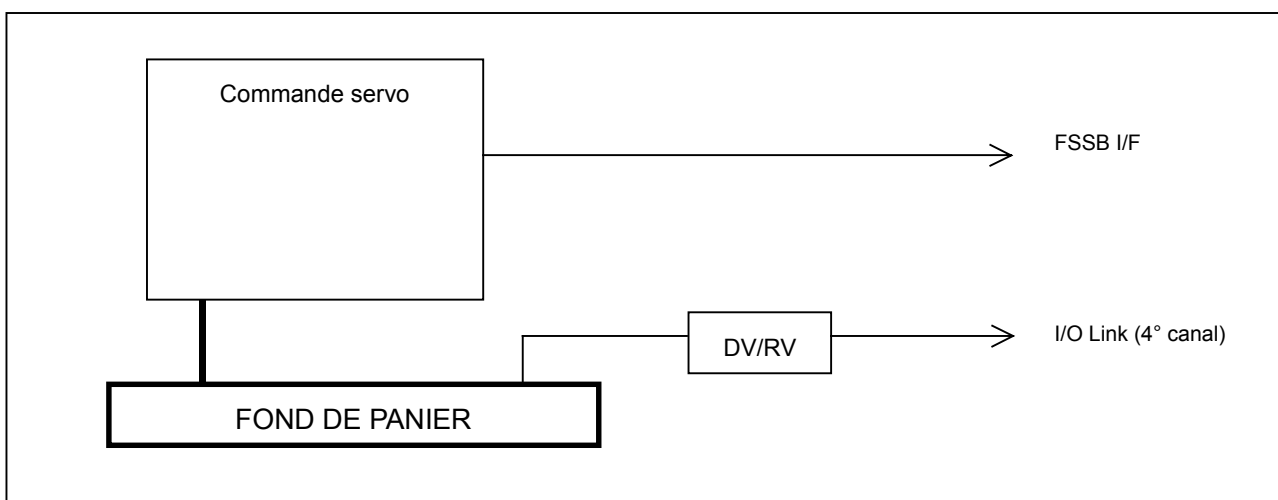 Commande servo
FSSB I/F
DV/RV
I/O Link (4° canal)
FOND DE PANIER